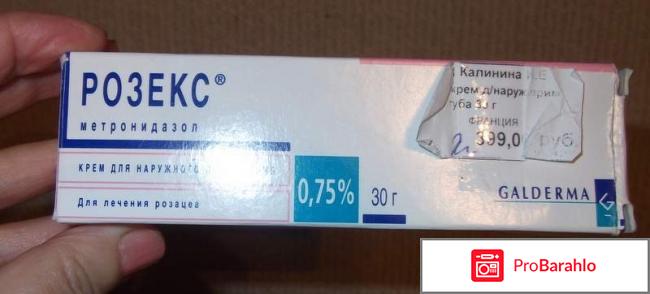 РОЗЕКС®
метронидазол
КРЕМ ДЛЯ НАРУЖНОГО
Для лечения розацеа
0,75%
30 г
Калинина
крем д/наруж.прим
туба 30 г
ФРАНЦИЯ
399,0 руб.
GALDERMA
ProBarahlo